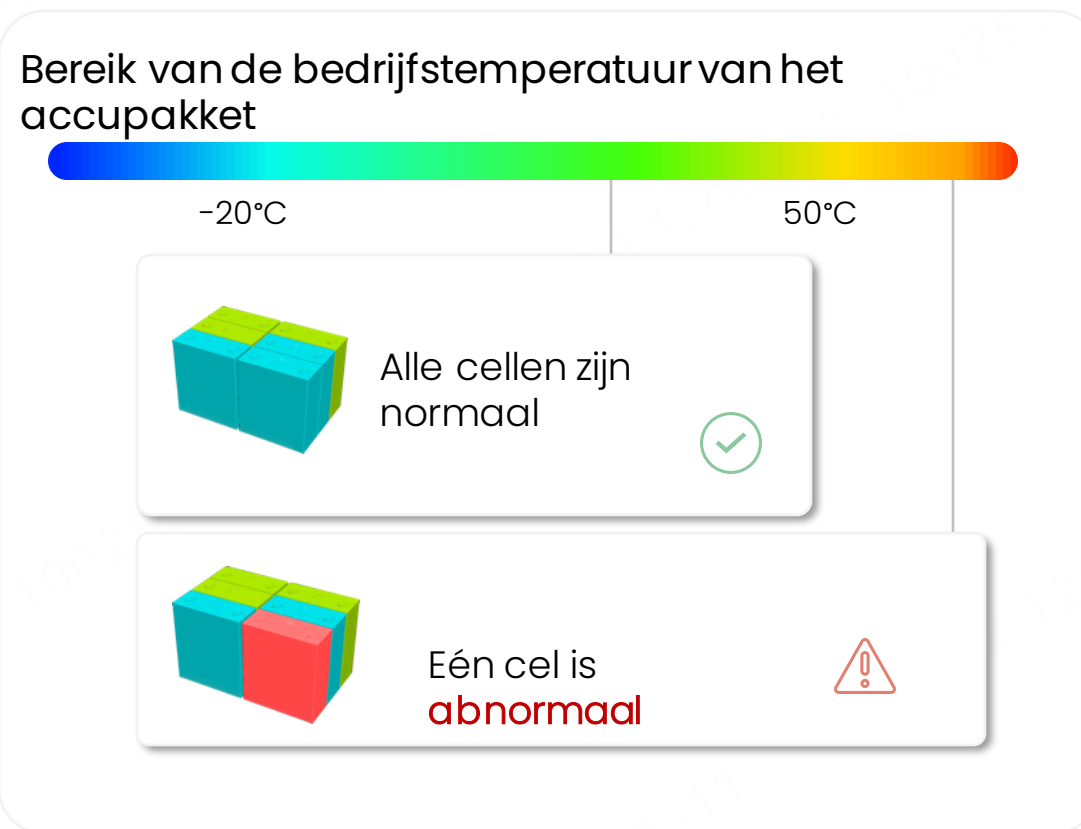 Bereik van de bedrijfstemperatuur van het
accupakket
-20°C
50°C
Alle cellen zijn
normaal
Eén cel is
abnormaal